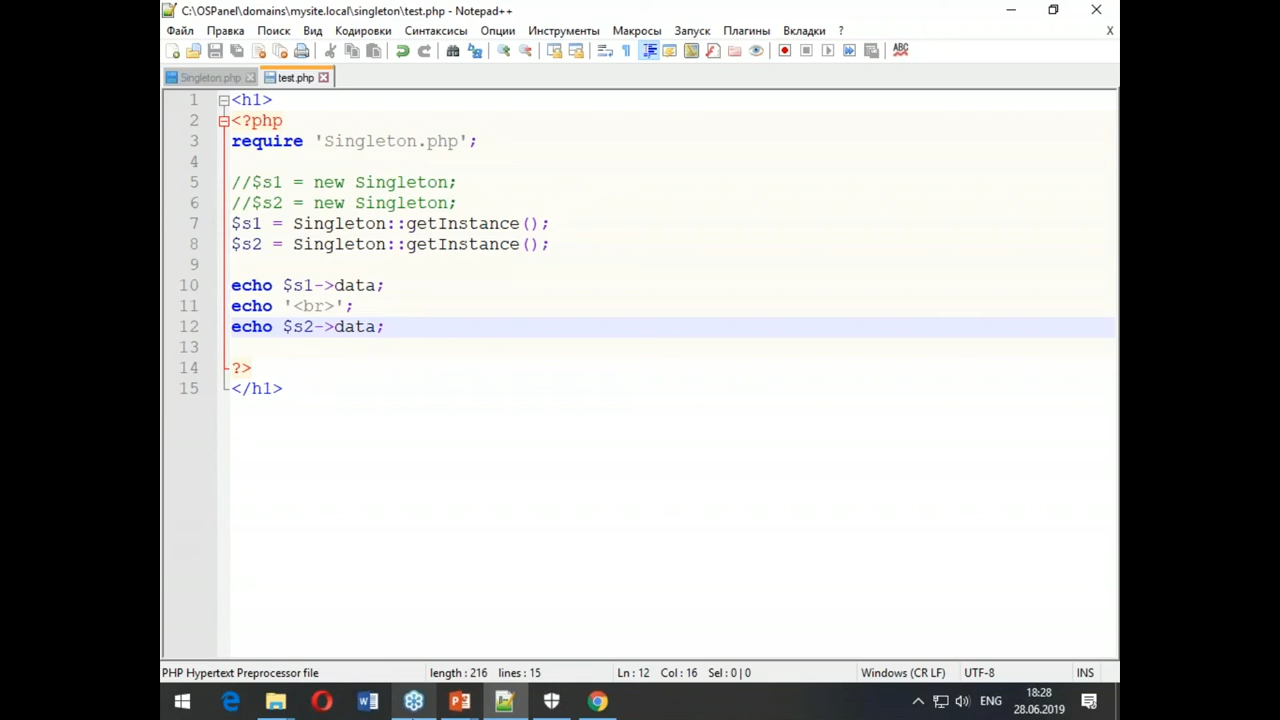 C:\OSPanel\domains\mysite.local\singleton\test.php - Notepad++
Файл Правка Поиск Вид Кодировки Синтаксисы Опции Инструменты Макросы Запуск Плагины Вкладки ? X
ABC
Singleton.php test.php
1 <h1>
2 <?php
3 require 'Singleton.php';
4
5 //$s1 = new Singleton;
6 //$s2 = new Singleton;
7 $s1 = Singleton::getInstance();
8 $s2 = Singleton::getInstance();
9
10 echo $s1->data;
11 echo '<br>';
12 echo $s2->data;
13
14 ?>
15 </h1>
PHP Hypertext Preprocessor file length : 216 lines : 15 Ln : 12 Col : 16 Sel : 0 | 0 Windows (CR LF) UTF-8 INS
ENG
18:28
28.06.2019